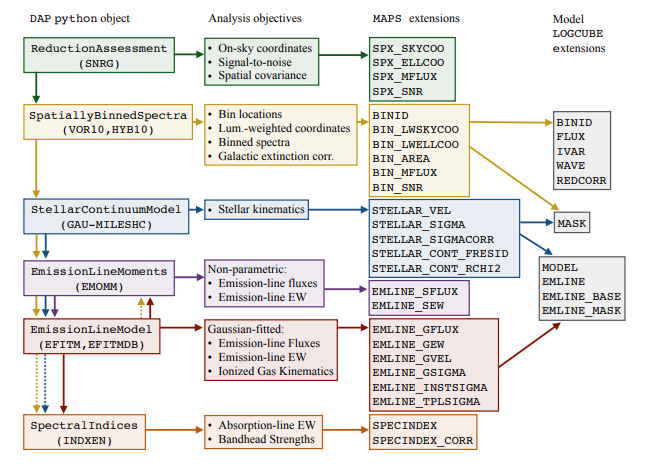 DAP python object
Analysis objectives
MAPS extensions
Model
LOGCUBE
extensions
ReductionAssessment
(SNRG)
• On-sky coordinates
• Signal-to-noise
• Spatial covariance
SPX_SKYCOO
SPX_ELLCOO
SPX_MFLUX
SPX_SNR
SpatiallyBinnedSpectra
(VOR10,HYB10)
• Bin locations
• Lum.-weighted coordinates
• Binned spectra
• Galactic extinction corr.
BINID
BIN_LWSKYCOO
BIN_LWELLCOO
BIN_AREA
BIN_MFLUX
BIN_SNR
BINID
FLUX
IVAR
WAVE
REDCORR
StellarContinuumModel
(GAU-MILESHC)
• Stellar kinematics
STELLAR_VEL
STELLAR_SIGMA
STELLAR_SIGMACORR
STELLAR_CONT_FRESID
STELLAR_CONT_RCHI2
MASK
EmissionLineMoments
(EMOMM)
Non-parametric:
• Emission-line fluxes
• Emission-line EW
EMLINE_SFLUX
EMLINE_SEW
MODEL
EMLINE
EMLINE_BASE
EMLINE_MASK
EmissionLineModel
(EFITM,EFITMDB)
Gaussian-fitted:
• Emission-line Fluxes
• Emission-line EW
• Ionized Gas Kinematics
EMLINE_GFLUX
EMLINE_GEW
EMLINE_GVEL
EMLINE_GSIGMA
EMLINE_INSTSIGMA
EMLINE_TPLSIGMA
SpectralIndices
(INDXEN)
• Absorption-line EW
• Bandhead Strengths
SPECINDEX
SPECINDEX_CORR